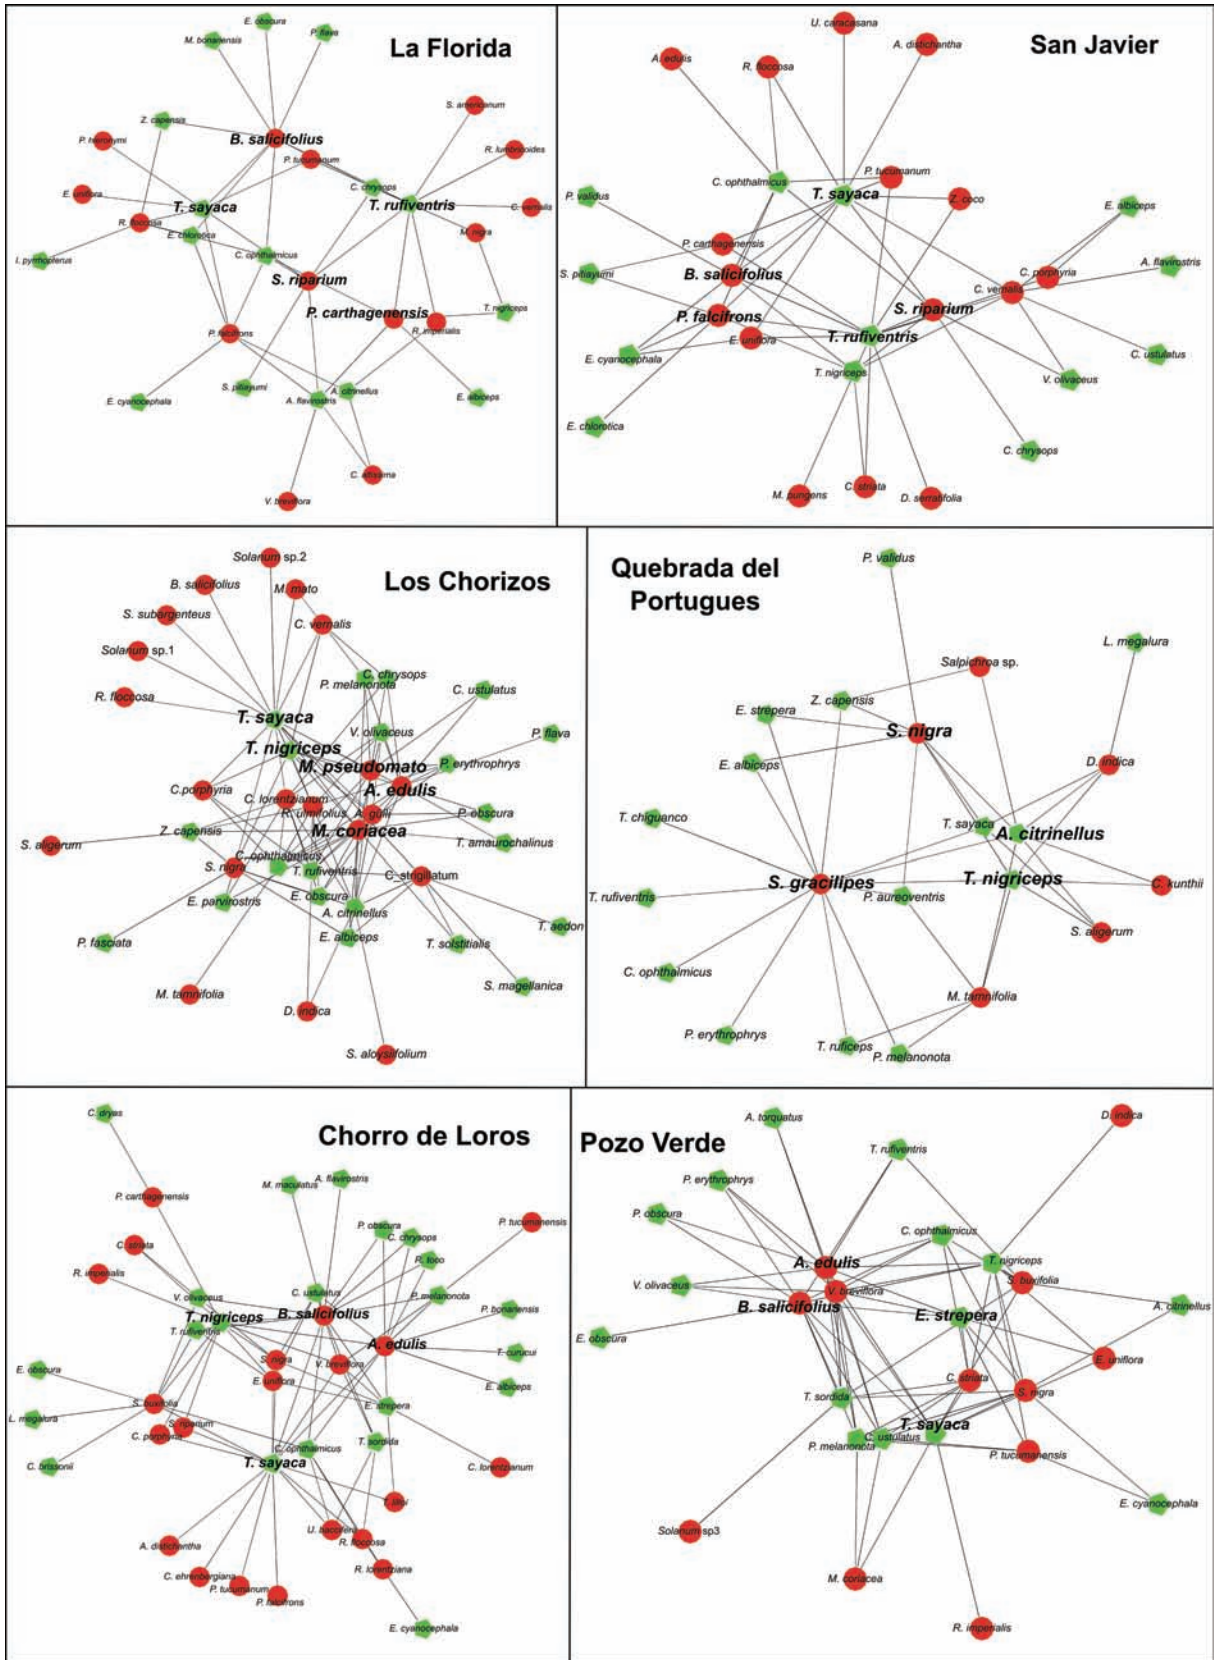 La Florida
E. obscura
M. bonariensis
P. flava
S. americanum
Z. capensis
P. hieronymi
B. salicifolius
P. tucumanum
R. lumbricoides
C. chrysops
E. uniflora
T. sayaca
T. rufiventris
C. vernalis
R. floccosa
E. chlorotica
M. nigra
I. pyrrhopterus
C. ophthalmicus
S. riparium
P. carthagenensis
T. nigriceps
P. falcifrons
R. imperialis
S. pitiayumi
A. citrinellus
E. cyanocephala
A. flavirostris
E. albiceps
C. altissima
V. breviflora
San Javier
U. caracasana
A. distichantha
A. edulis
R. floccosa
P. tucumanum
C. ophthalmicus
P. validus
T. sayaca
Z. coco
E. albiceps
P. carthagenensis
S. pitiayumi
B. salicifolius
C. porphyria
A. flavirostris
C. vernalis
P. falcifrons
S. riparium
E. uniflora
T. rufiventris
E. cyanocephala
T. nigriceps
C. ustulatus
V. olivaceus
E. chlorotica
C. chrysops
M. pungens
C. striata
D. serratifolia
Los Chorizos
Solanum sp.2
B. salicifolius
M. mato
S. subargenteus
C. vernalis
Solanum sp.1
C. chrysops
P. melanonota
C. ustulatus
R. floccosa
T. sayaca
V. olivaceus
P. flava
T. nigriceps
M. pseudomato
P. erythrophrys
C.porphyria
A. edulis
C. lorentzianum
R. ulmifolius
A. gulli
P. obscura
Z. capensis
M. coriacea
T. amaurochalinus
S. aligerum
C. ophthalmicus
S. nigra
T. rufiventris
C. strigillatum
E. parvirostris
E. obscura
A. citrinellus
T. aedon
P. fasciata
E. albiceps
T. solstitialis
S. magellanica
M. tamnifolia
D. indica
S. aloysiifolium
Quebrada del
Portugues
P. validus
L. megalura
Salpichroa sp.
Z. capensis
E. strepera
S. nigra
E. albiceps
D. indica
T. chiguanco
T. sayaca
A. citrinellus
S. gracilipes
T. nigriceps
C. kunthii
T. rufiventris
P. aureoventris
S. aligerum
C. ophthalmicus
M. tamnifolia
P. erythrophrys
T. ruficeps
P. melanonota
Chorro de Loros
C. dryas
P. carthagenensis
M. maculatus
A. flavirostris
P. obscura
C. chrysops
P. tucumanensis
C. striata
R. toco
R. imperialis
V. olivaceus
C. ustulatus
P. melanonota
T. nigriceps
B. salicifolius
P. bonariensis
T. rufiventris
A. edulis
S. nigra
V. breviflora
T. curucui
E. obscura
E. uniflora
E. albiceps
S. buxifolia
E. strepera
L. megalura
S. riparium
C. porphyria
T. sordida
C. ophthalmicus
C. brissonii
T. sayaca
C. lorentzianum
T. lilloi
U. baccifera
A. distichantha
R. floccosa
C. ehrenbergiana
R. lorentziana
P. tucumanum
P. falcifrons
E. cyanocephala
Pozo Verde
A. torquatus
D. indica
T. rufiventris
P. erythrophrys
P. obscura
C. ophthalmicus
A. edulis
T. nigriceps
V. olivaceus
V. breviflora
S. buxifolia
B. salicifolius
E. strepera
A. citrinellus
E. obscura
E. uniflora
C. striata
T. sordida
S. nigra
T. sayaca
C. ustulatus
P. melanonota
P. tucumanensis
E. cyanocephala
Solanum sp3
M. coriacea
R. imperialis